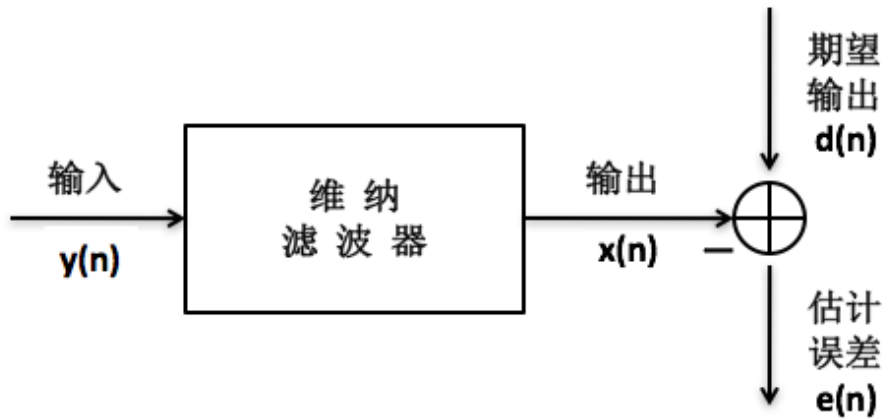 输入
y(n)
维 纳
滤 波 器
输出
x(n)
期望
输出
d(n)
估计
误差
e(n)